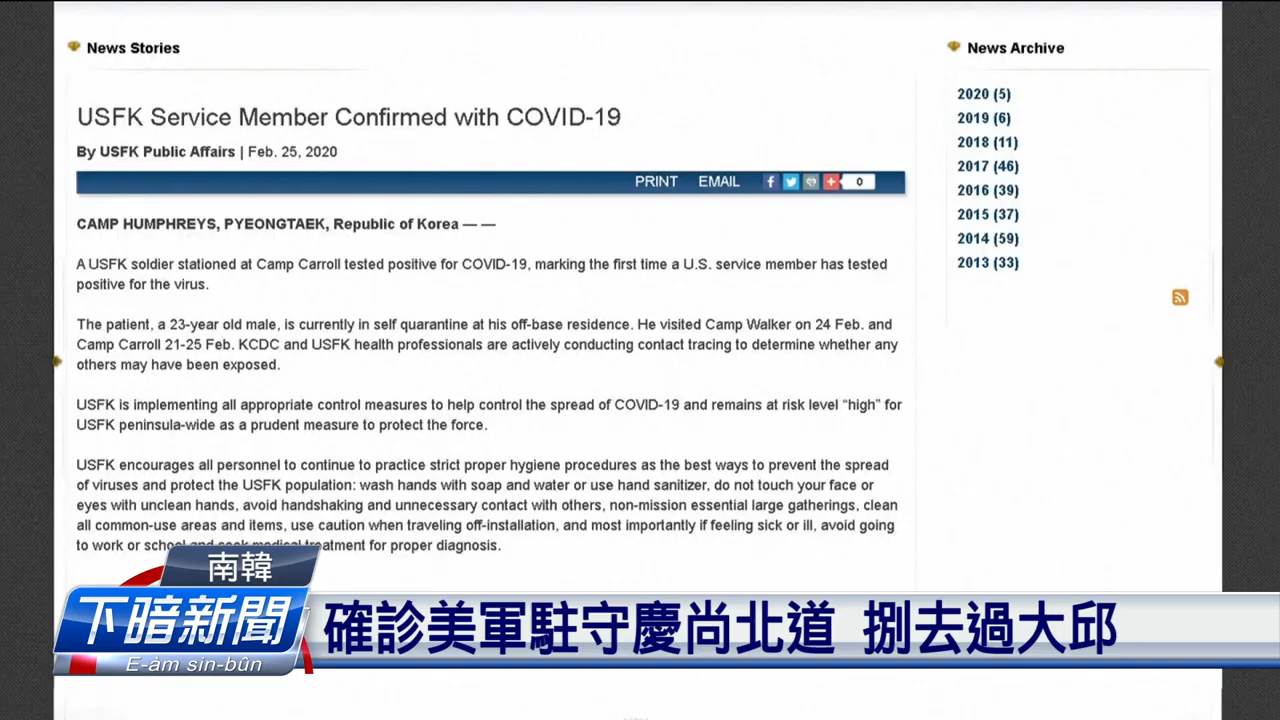 News Stories
USFK Service Member Confirmed with COVID-19
By USFK Public Affairs | Feb. 25, 2020
PRINT EMAIL 0
CAMP HUMPHREYS, PYEONGTAEK, Republic of Korea — —
A USFK soldier stationed at Camp Carroll tested positive for COVID-19, marking the first time a U.S. service member has tested
positive for the virus.
The patient, a 23-year old male, is currently in self quarantine at his off-base residence. He visited Camp Walker on 24 Feb. and
Camp Carroll 21-25 Feb. KCDC and USFK health professionals are actively conducting contact tracing to determine whether any
others may have been exposed.
USFK is implementing all appropriate control measures to help control the spread of COVID-19 and remains at risk level “high” for
USFK peninsula-wide as a prudent measure to protect the force.
USFK encourages all personnel to continue to practice strict proper hygiene procedures as the best ways to prevent the spread
of viruses and protect the USFK population: wash hands with soap and water or use hand sanitizer, do not touch your face or
eyes with unclean hands, avoid handshaking and unnecessary contact with others, non-mission essential large gatherings, clean
all common-use areas and items, use caution when traveling off-installation, and most importantly if feeling sick or ill, avoid going
to work or school and seek medical treatment for proper diagnosis.
News Archive
2020 (5)
2019 (6)
2018 (11)
2017 (46)
2016 (39)
2015 (37)
2014 (59)
2013 (33)
南韓
下暗新聞
E-àm sin-bûn
確診美軍駐守慶尚北道 捌去過大邱